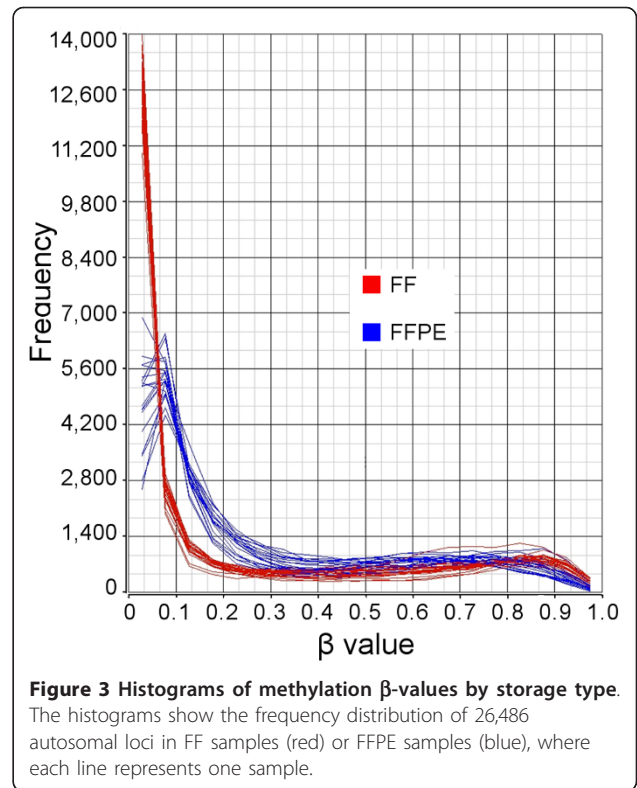 14,000
12,600
11,200
9,800
8,400
7,000
5,600
4,200
2,800
1,400
0
Frequency
FF
FFPE
0 0.1 0.2 0.3 0.4 0.5 0.6 0.7 0.8 0.9 1.0
β value
Figure 3 Histograms of methylation β-values by storage type.
The histograms show the frequency distribution of 26,486
autosomal loci in FF samples (red) or FFPE samples (blue), where
each line represents one sample.